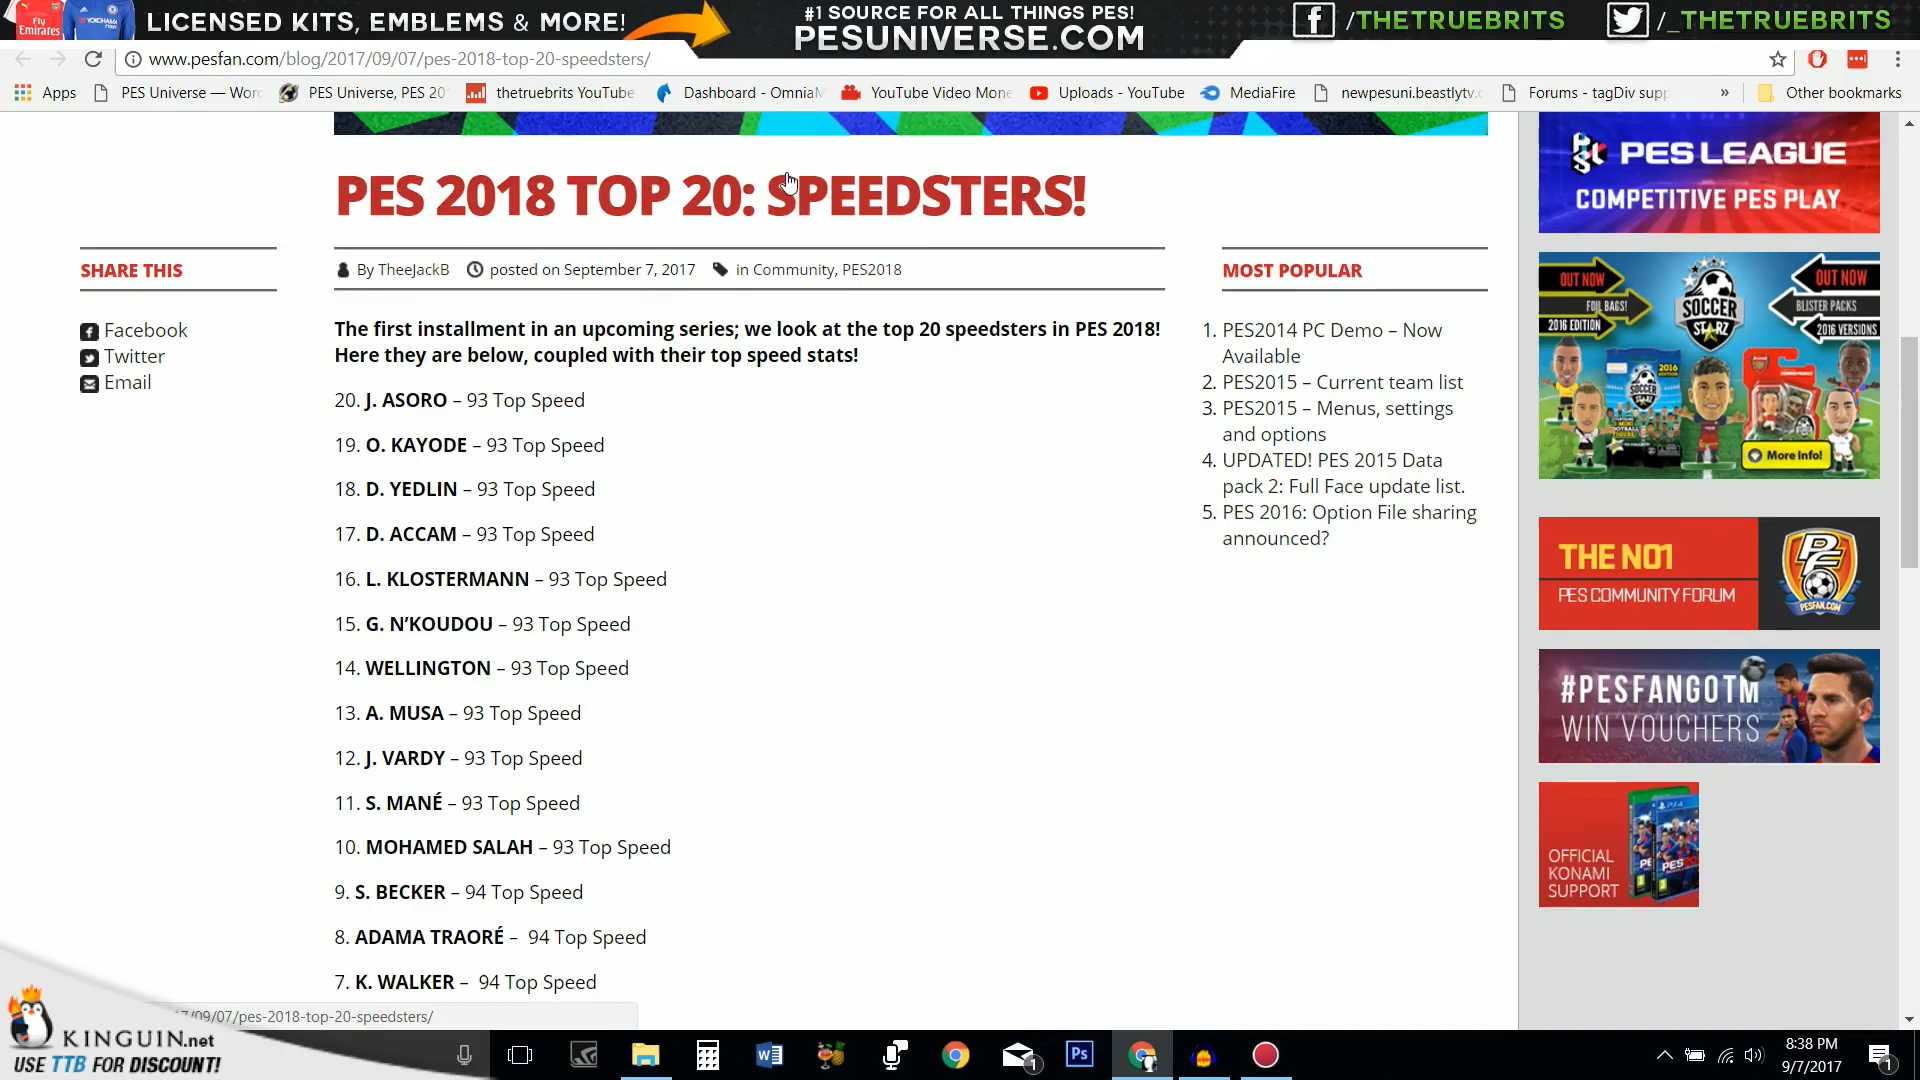 Fly
Emirates
YOKOHAMA
TYRES
LICENSED KITS, EMBLEMS & MORE!
#1 SOURCE FOR ALL THINGS PES!
PESUNIVERSE.COM
/THETRUEBRITS
/_THETRUEBRITS
www.pesfan.com/blog/2017/09/07/pes-2018-top-20-speedsters/
Apps
PES Universe — Wor
PES Universe, PES 20
thetruebrits YouTube
Dashboard - OmniaM
YouTube Video Mone
Uploads - YouTube
MediaFire
newpesuni.beastlytv.c
Forums - tagDiv supp
»
Other bookmarks
PES 2018 TOP 20: SPEEDSTERS!
SHARE THIS
Facebook
Twitter
Email
By TheeJackB posted on September 7, 2017 in Community, PES2018
The first installment in an upcoming series; we look at the top 20 speedsters in PES 2018!
Here they are below, coupled with their top speed stats!
20. J. ASORO – 93 Top Speed
19. O. KAYODE – 93 Top Speed
18. D. YEDLIN – 93 Top Speed
17. D. ACCAM – 93 Top Speed
16. L. KLOSTERMANN – 93 Top Speed
15. G. N’KOUDOU – 93 Top Speed
14. WELLINGTON – 93 Top Speed
13. A. MUSA – 93 Top Speed
12. J. VARDY – 93 Top Speed
11. S. MANÉ – 93 Top Speed
10. MOHAMED SALAH – 93 Top Speed
9. S. BECKER – 94 Top Speed
8. ADAMA TRAORÉ – 94 Top Speed
7. K. WALKER – 94 Top Speed
MOST POPULAR
1. PES2014 PC Demo – Now
Available
2. PES2015 – Current team list
3. PES2015 – Menus, settings
and options
4. UPDATED! PES 2015 Data
pack 2: Full Face update list.
5. PES 2016: Option File sharing
announced?
PES LEAGUE
COMPETITIVE PES PLAY
OUT NOW
FOIL BAGS!
2016 EDITION
SOCCER
STARZ
OUT NOW
BLISTER PACKS
2016 VERSIONS
More Info!
THE NO1
PES COMMUNITY FORUM
PF
PESFAN.COM
#PESFANGOTM
WIN VOUCHERS
OFFICIAL
KONAMI
SUPPORT
/09/07/pes-2018-top-20-speedsters/
KINGUIN.net
USE TTB FOR DISCOUNT!
Ps
1
8:38 PM
9/7/2017
1